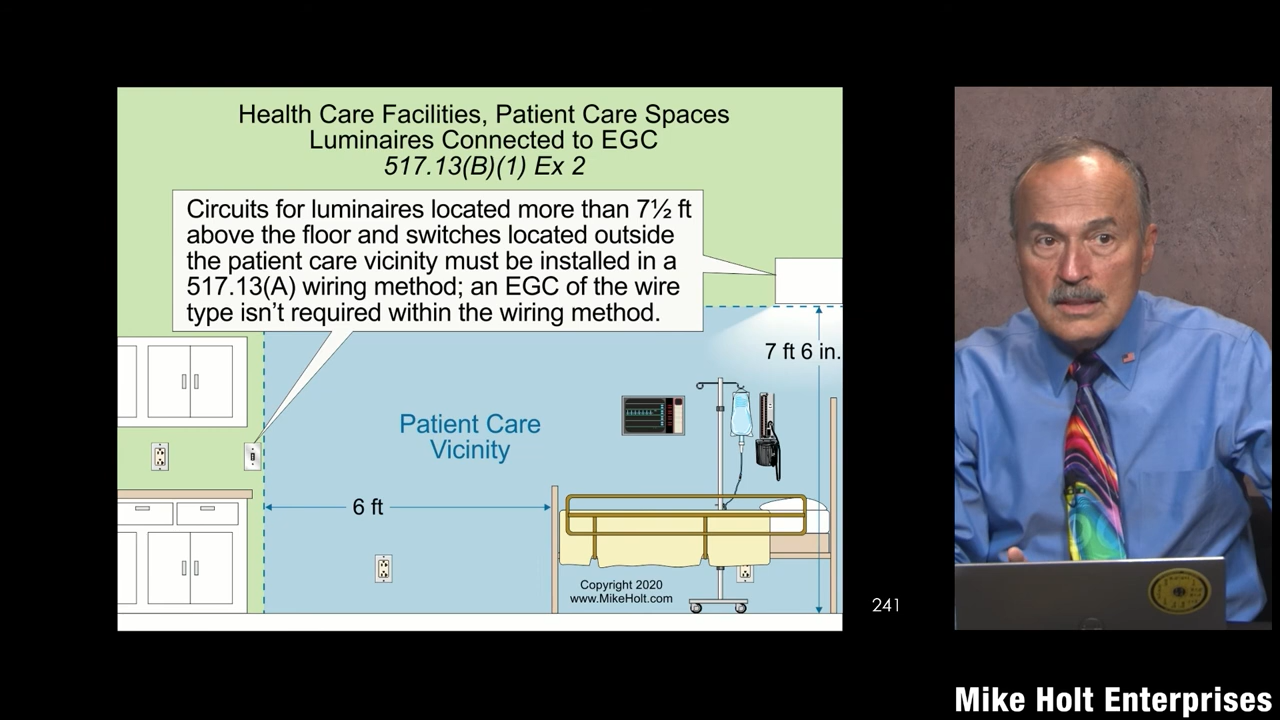 Health Care Facilities, Patient Care Spaces
Luminaires Connected to EGC
517.13(B)(1) Ex 2
Circuits for luminaires located more than 7½ ft
above the floor and switches located outside
the patient care vicinity must be installed in a
517.13(A) wiring method; an EGC of the wire
type isn't required within the wiring method.
7 ft 6 in.
Patient Care
Vicinity
6 ft
Copyright 2020
www.MikeHolt.com
241
Mike Holt Enterprises